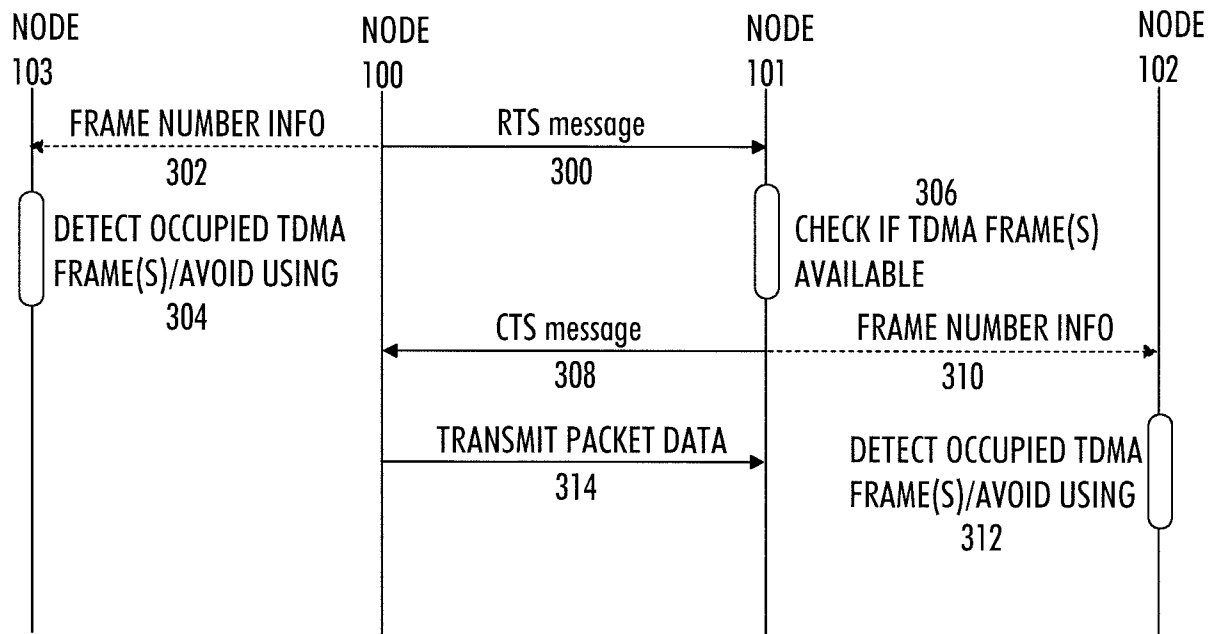 NODE
103
NODE
100
NODE
101
NODE
102
FRAME NUMBER INFO
302
RTS message
300
DETECT OCCUPIED TDMA
FRAME(S)/AVOID USING
304
306
CHECK IF TDMA FRAME(S)
AVAILABLE
CTS message
308
FRAME NUMBER INFO
310
TRANSMIT PACKET DATA
314
DETECT OCCUPIED TDMA
FRAME(S)/AVOID USING
312